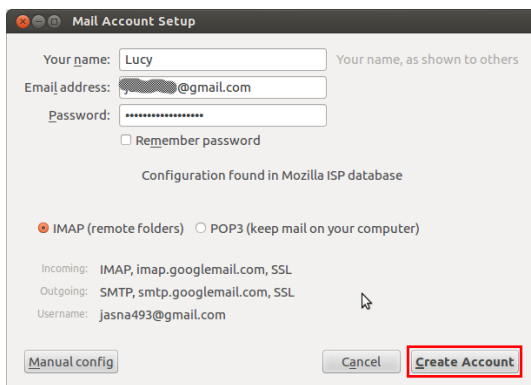 Mail Account Setup
Your name: Lucy Your name, as shown to others
Email address: @gmail.com
Password: ••••••••••••••••••
Remember password
Configuration found in Mozilla ISP database
IMAP (remote folders) POP3 (keep mail on your computer)
Incoming: IMAP, imap.googlemail.com, SSL
Outgoing: SMTP, smtp.googlemail.com, SSL
Username: jasna493@gmail.com
Manual config Cancel Create Account